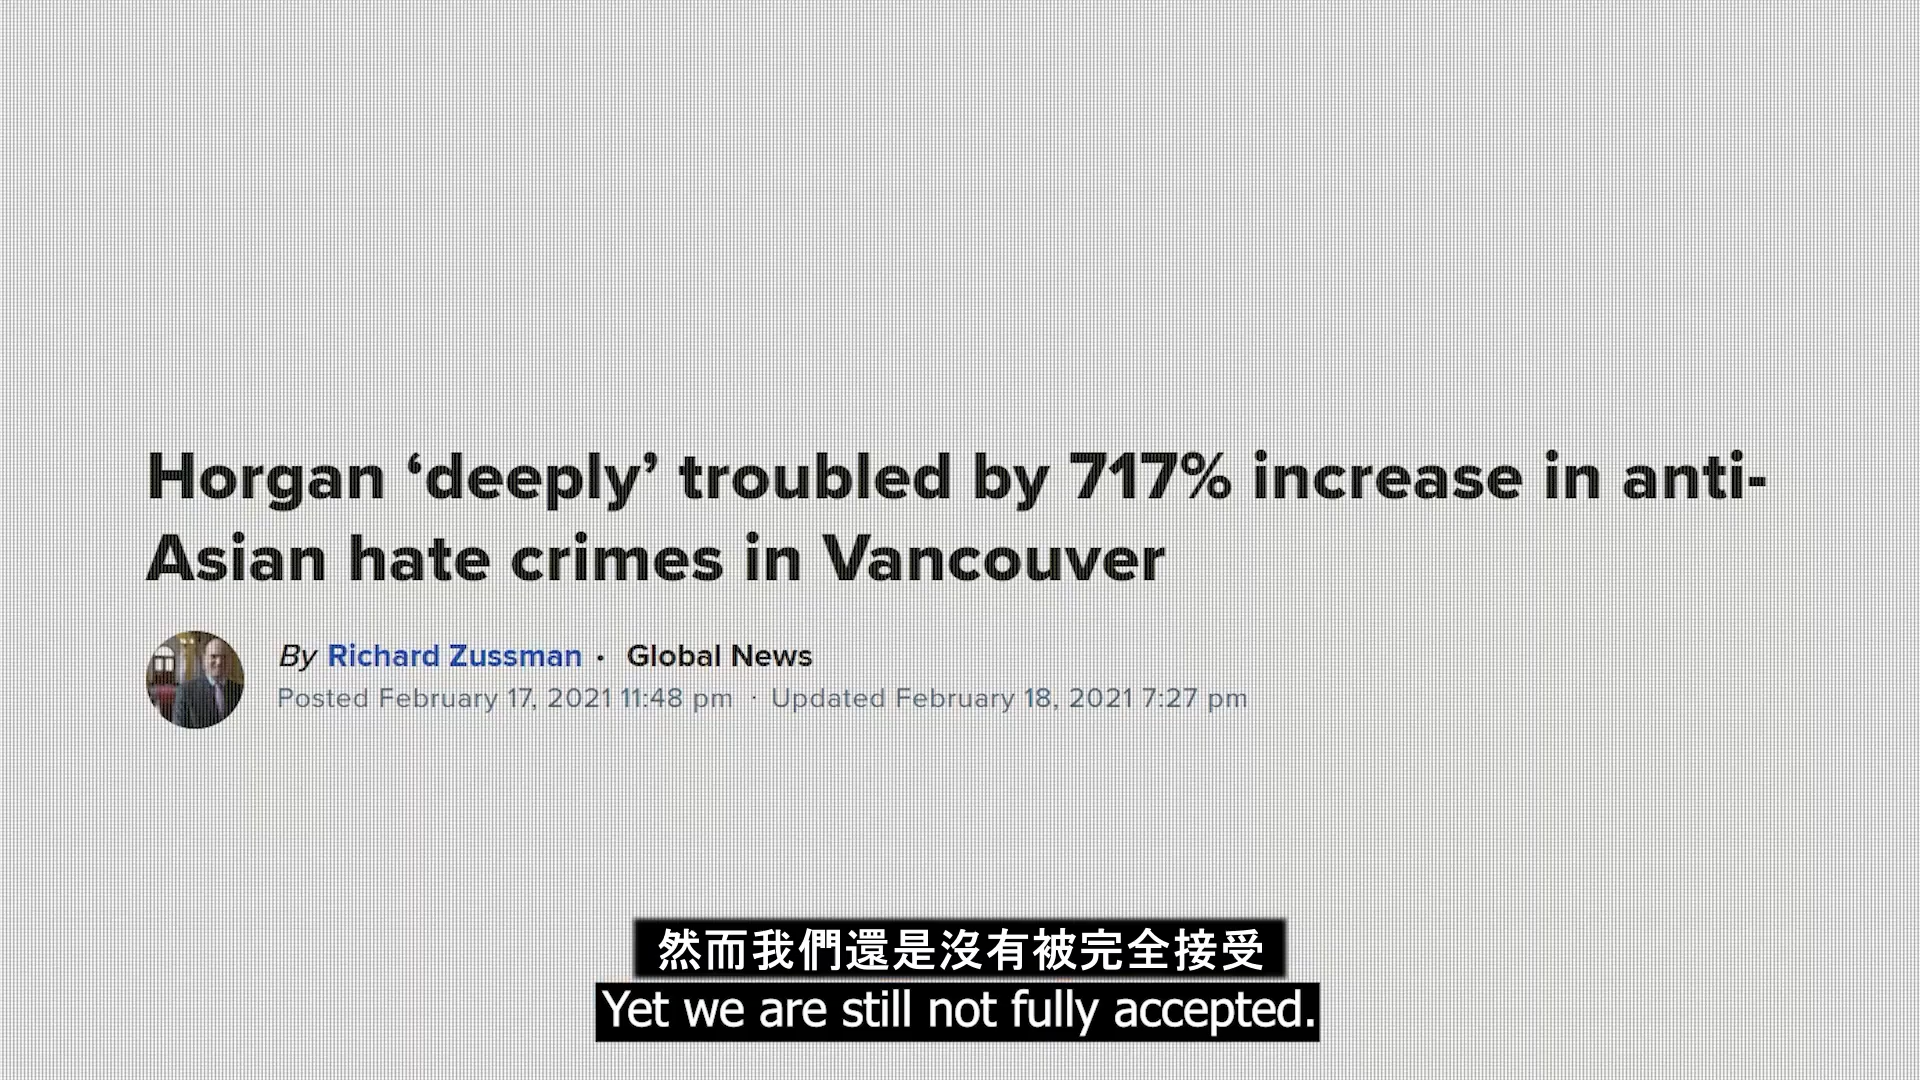 Horgan ‘deeply’ troubled by 717% increase in anti-
Asian hate crimes in Vancouver
By Richard Zussman · Global News
Posted February 17, 2021 11:48 pm · Updated February 18, 2021 7:27 pm
然而我們還是沒有被完全接受
Yet we are still not fully accepted.